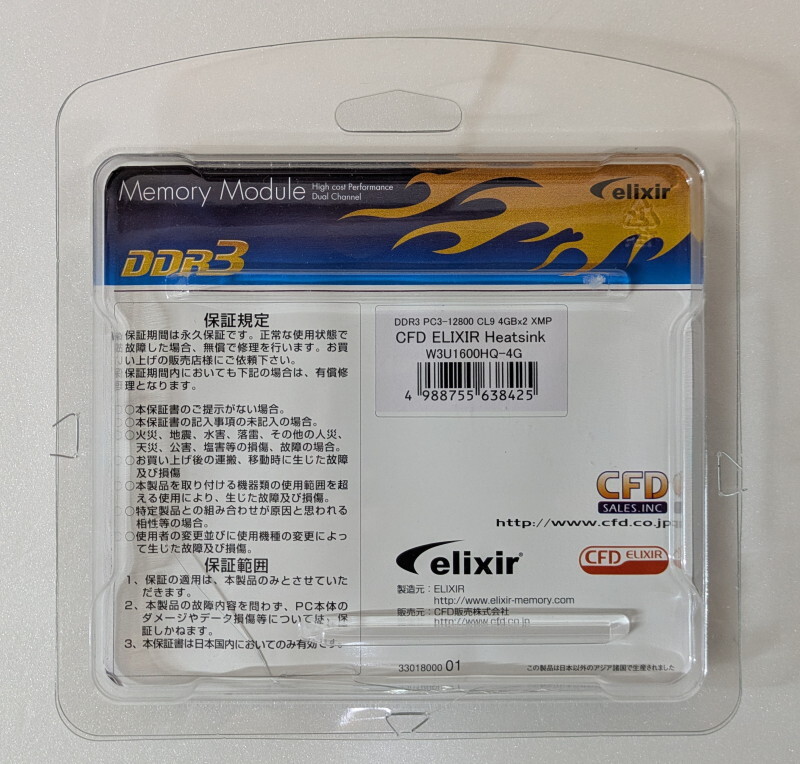 Memory Module
High cost Performance
Dual Channel
elixir
DDR3
保証規定
保証期間は永久保証です。正常な使用状態で
故障した場合、無償で修理を行います。お買
い上げの販売店様にご依頼下さい。
保証期間内においても下記の場合は、有償修
理となります。
○本保証書のご提示がない場合。
○本保証書の記入事項の未記入の場合。
○火災、地震、水害、落雷、その他の人災、
天災、公害、塩害等の損傷、故障の場合。
○お買い上げ後の運搬、移動時に生じた故障
及び損傷
○本製品を取り付ける機器類の使用範囲を超
える使用により、生じた故障及び損傷。
○特定製品との組み合わせが原因と思われる
相性等の場合。
○使用者の変更並びに使用機種の変更によっ
て生じた故障及び損傷。
保証範囲
1、保証の適用は、本製品のみとさせていた
だきます。
2、本製品の故障内容を問わず、PC本体の
ダメージやデータ損傷等については、保
証しかねます。
3、本保証書は日本国内においてのみ有効です。
DDR3 PC3-12800 CL9 4GBx2 XMP
CFD ELIXIR Heatsink
W3U1600HQ-4G
4 988755 638425
CFD
SALES.INC
http://www.cfd.co.jp
elixir®
CFD ELIXIR
製造元：ELIXIR
http://www.elixir-memory.com
販売元：CFD販売株式会社
http://www.cfd.co.jp
33018000 01
この製品は日本以外のアジア諸国で生産されました